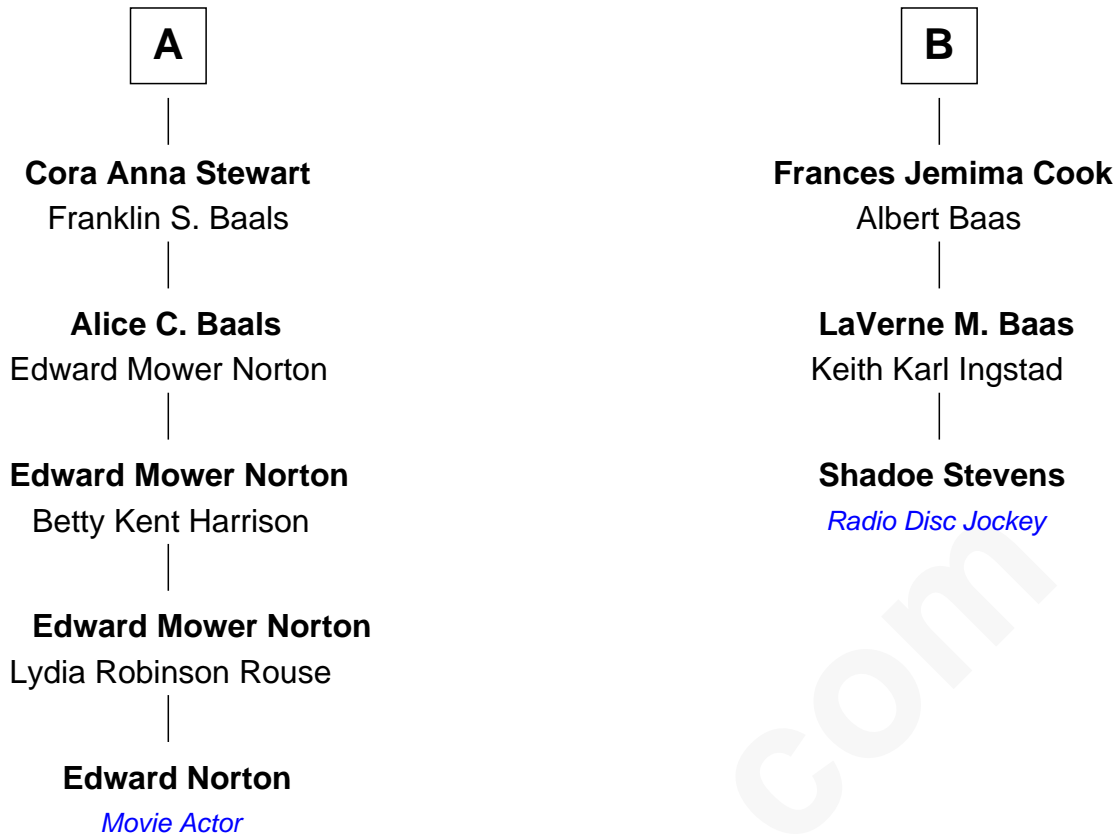 A
Cora Anna Stewart
Franklin S. Baals
Alice C. Baals
Edward Mower Norton
Edward Mower Norton
Betty Kent Harrison
Edward Mower Norton
Lydia Robinson Rouse
Edward Norton
Movie Actor
B
Frances Jemima Cook
Albert Baas
LaVerne M. Baas
Keith Karl Ingstad
Shadoe Stevens
Radio Disc Jockey
com